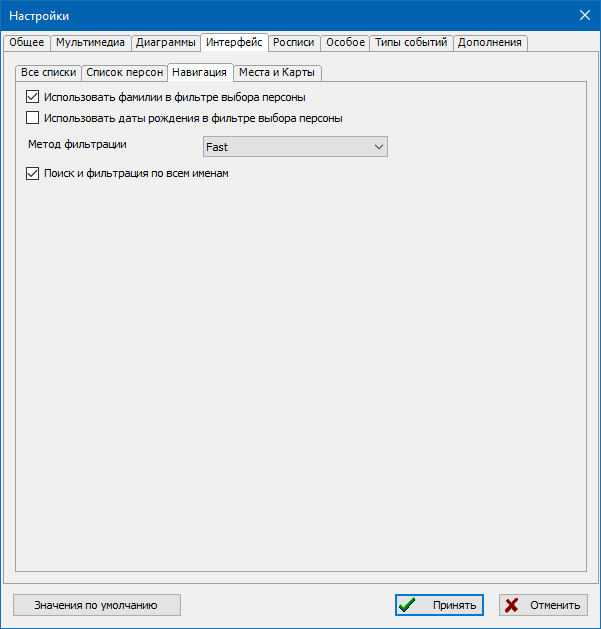 Настройки
Общее Мультимедиа Диаграммы Интерфейс Росписи Особое Типы событий Дополнения
Все списки Список персон Навигация Места и Карты
Использовать фамилии в фильтре выбора персоны
Использовать даты рождения в фильтре выбора персоны
Метод фильтрации Fast
Поиск и фильтрация по всем именам
Значения по умолчанию Принять Отменить